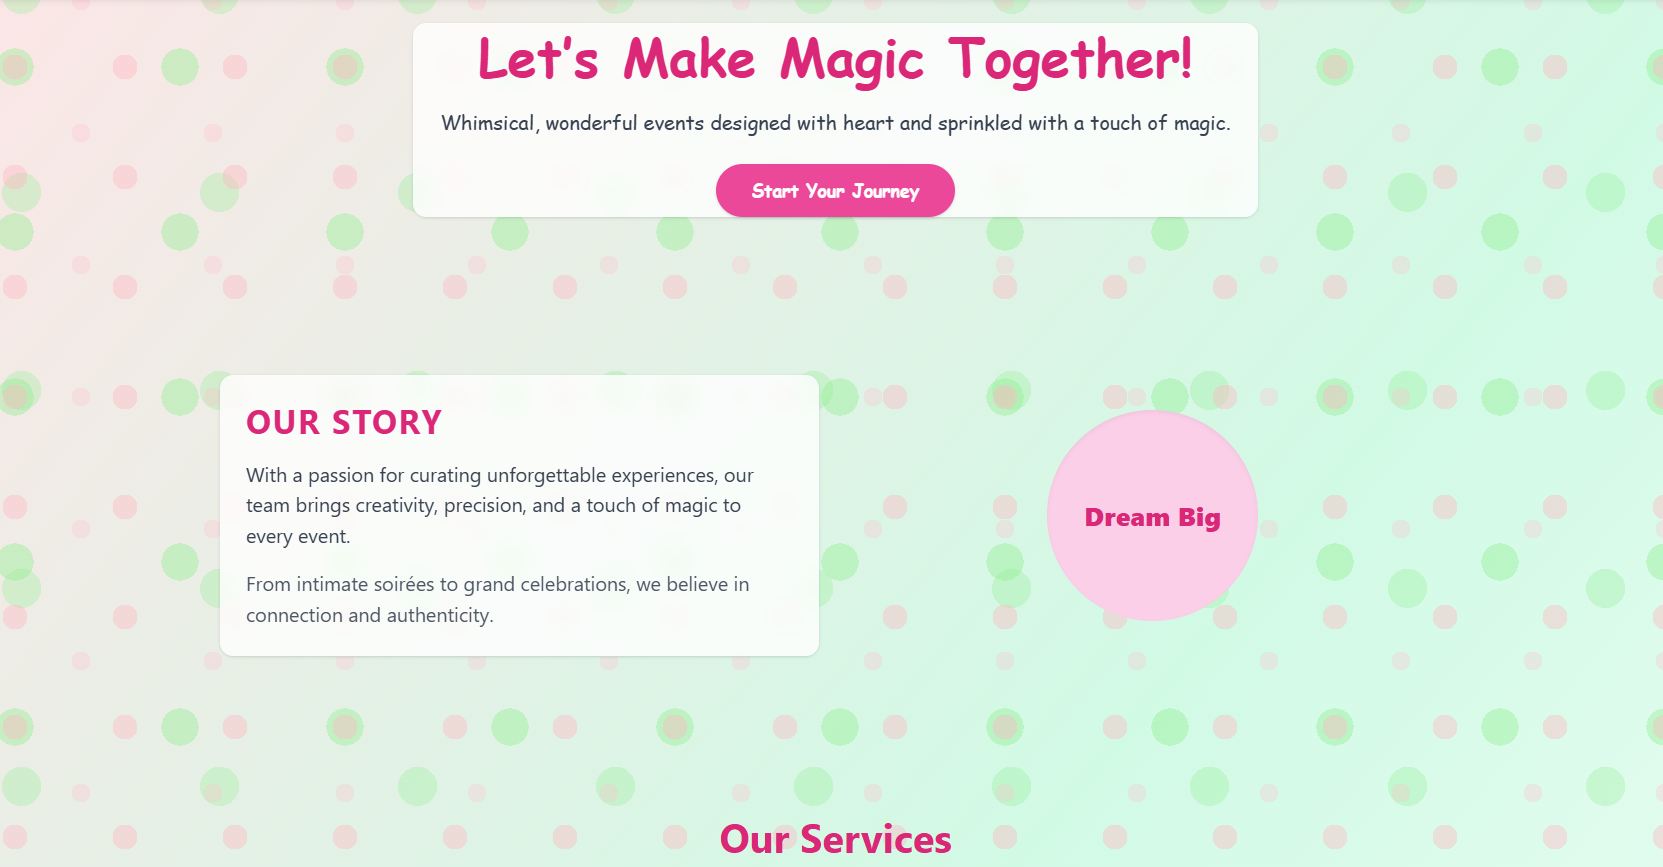 Let's Make Magic Together!
Whimsical, wonderful events designed with heart and sprinkled with a touch of magic.
Start Your Journey
OUR STORY
With a passion for curating unforgettable experiences, our
team brings creativity, precision, and a touch of magic to
every event.
From intimate soirées to grand celebrations, we believe in
connection and authenticity.
Dream Big
Our Services